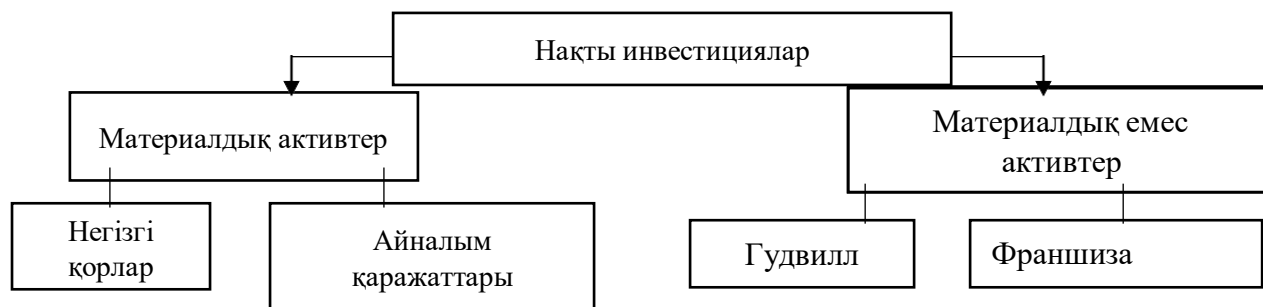 Нақты инвестициялар
Материалдық активтер
Материалдық емес
активтер
Негізгі
қорлар
Айналым
қаражаттары
Гудвилл
Франшиза